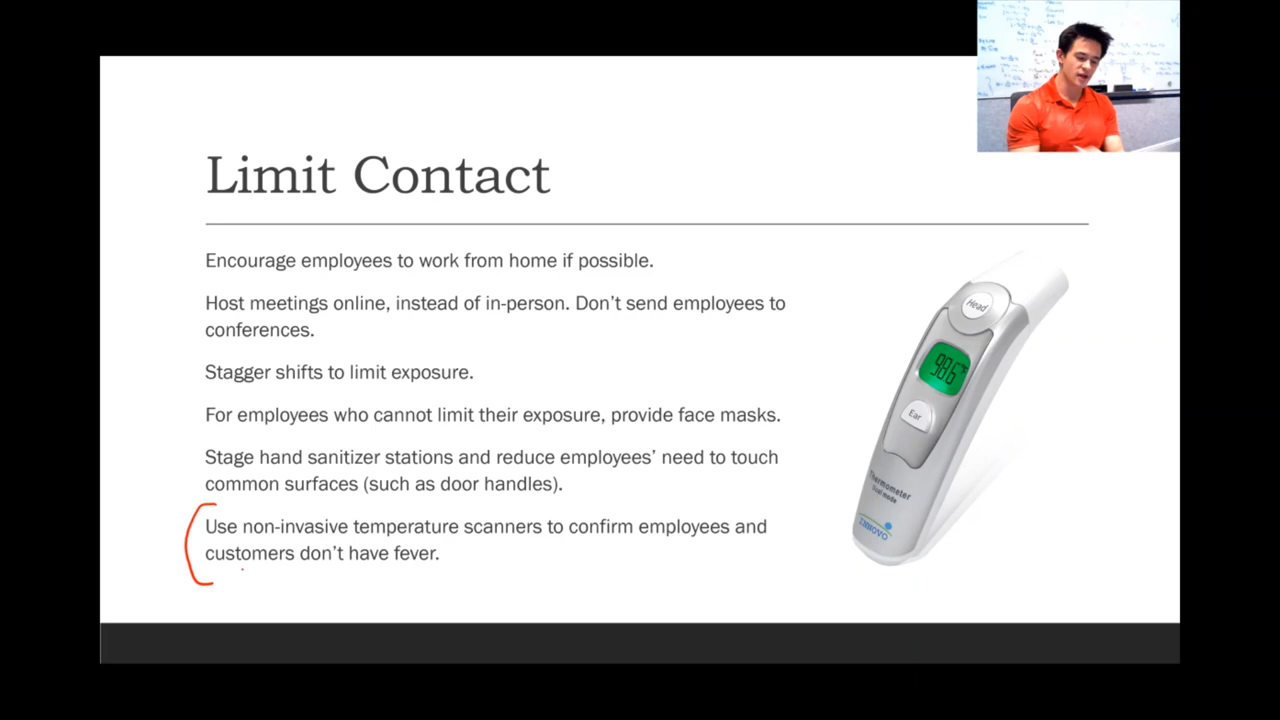 Limit Contact
Encourage employees to work from home if possible.
Host meetings online, instead of in-person. Don't send employees to
conferences.
Stagger shifts to limit exposure.
For employees who cannot limit their exposure, provide face masks.
Stage hand sanitizer stations and reduce employees' need to touch
common surfaces (such as door handles).
Use non-invasive temperature scanners to confirm employees and
customers don't have fever.
Head
98.6°F
Ear
Thermometer
Dual mode